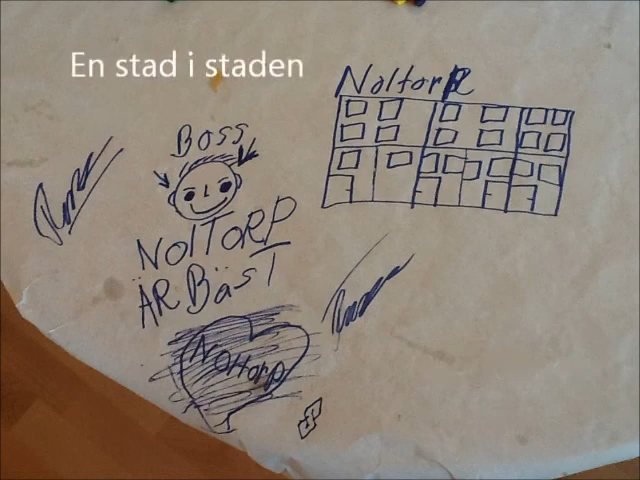 En stad i staden
Noltorp
BOSS
NOLTORP
ÄR BÄST
Noltorp